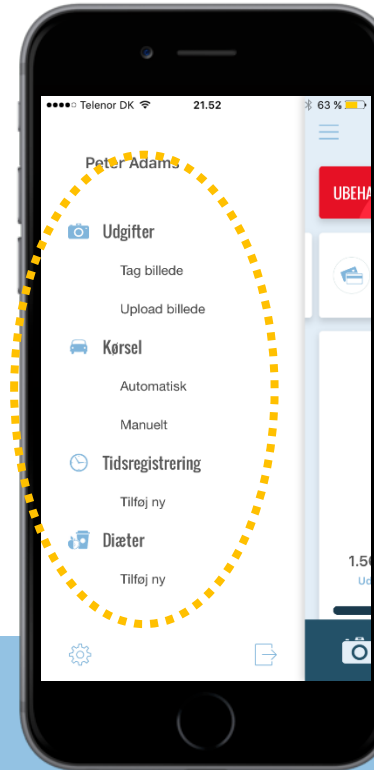 Telenor DK 21.52 63 %
Peter Adams
UBEHA
Udgifter
Tag billede
Upload billede
Kørsel
Automatisk
Manuelt
Tidsregistrering
Tilføj ny
Diæter
Tilføj ny
1.50
Ud